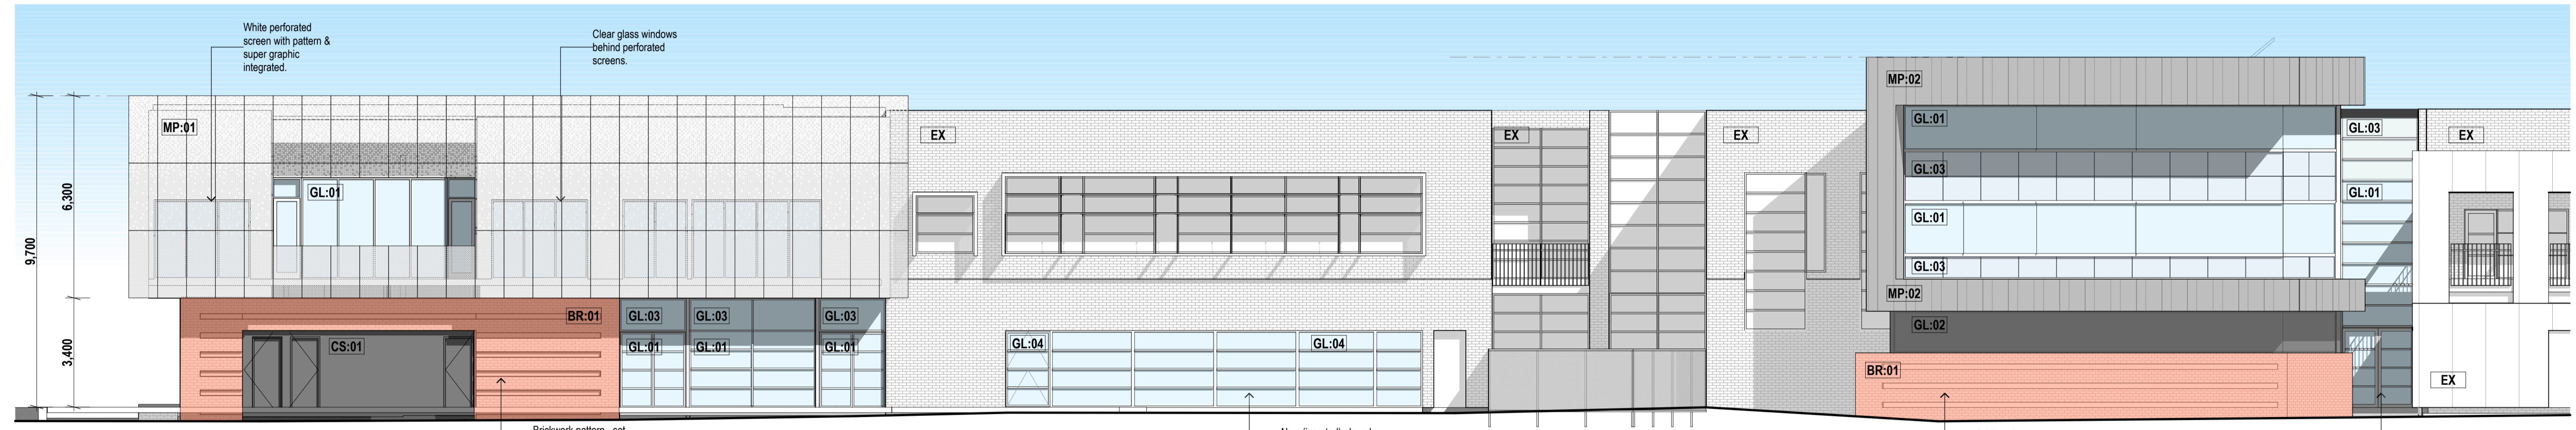 White perforated
screen with pattern &
super graphic
integrated.
Clear glass windows
behind perforated
screens.
MP:01
GL:01
EX
EX
EX
MP:02
GL:01
GL:03
GL:03
GL:01
GL:01
GL:03
MP:02
GL:02
EX
6,300
9,700
3,400
BR:01
GL:03
GL:03
GL:03
CS:01
GL:01
GL:01
GL:01
GL:04
GL:04
BR:01
EX
Brickwork pattern - set